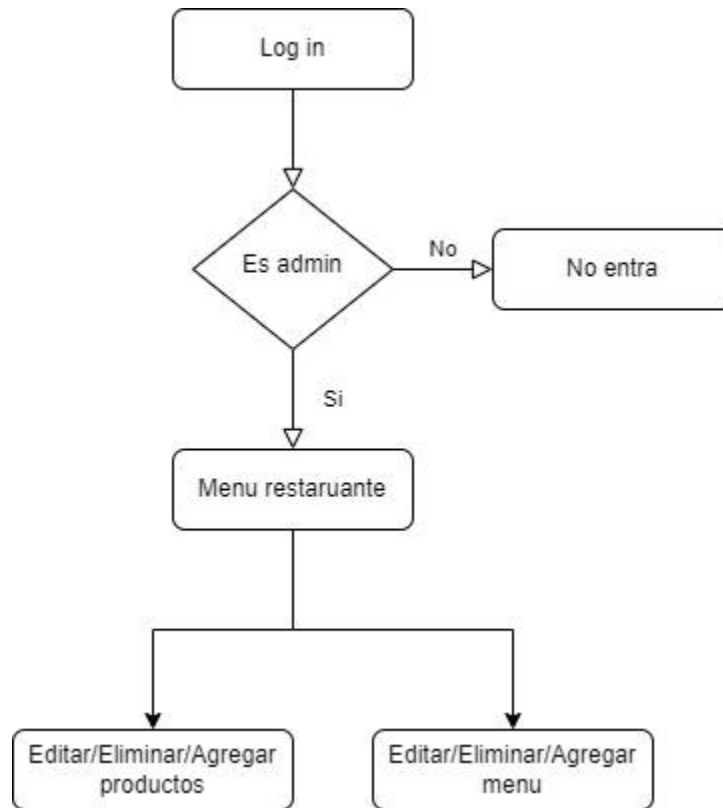 Log in
Es admin
No
No entra
Si
Menu restaruante
Editar/Eliminar/Agregar
productos
Editar/Eliminar/Agregar
menu